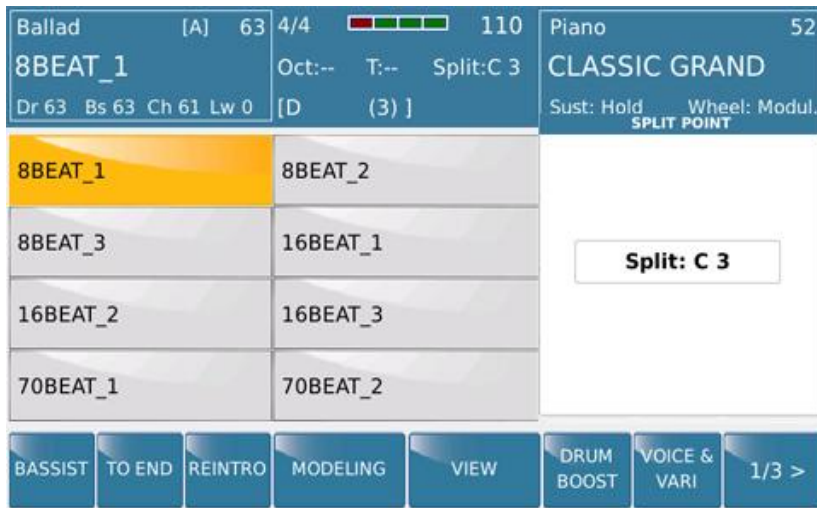 Ballad [A] 63
8BEAT_1
Dr 63 Bs 63 Ch 61 Lw 0
4/4 110
Oct:-- T:-- Split:C 3
[D (3) ]
Piano 52
CLASSIC GRAND
Sust: Hold Wheel: Modul.
SPLIT POINT
8BEAT_1 8BEAT_2
8BEAT_3 16BEAT_1
16BEAT_2 16BEAT_3
70BEAT_1 70BEAT_2
Split: C 3
BASSIST TO END REINTRO MODELING VIEW DRUM BOOST VOICE & VARI 1/3 >